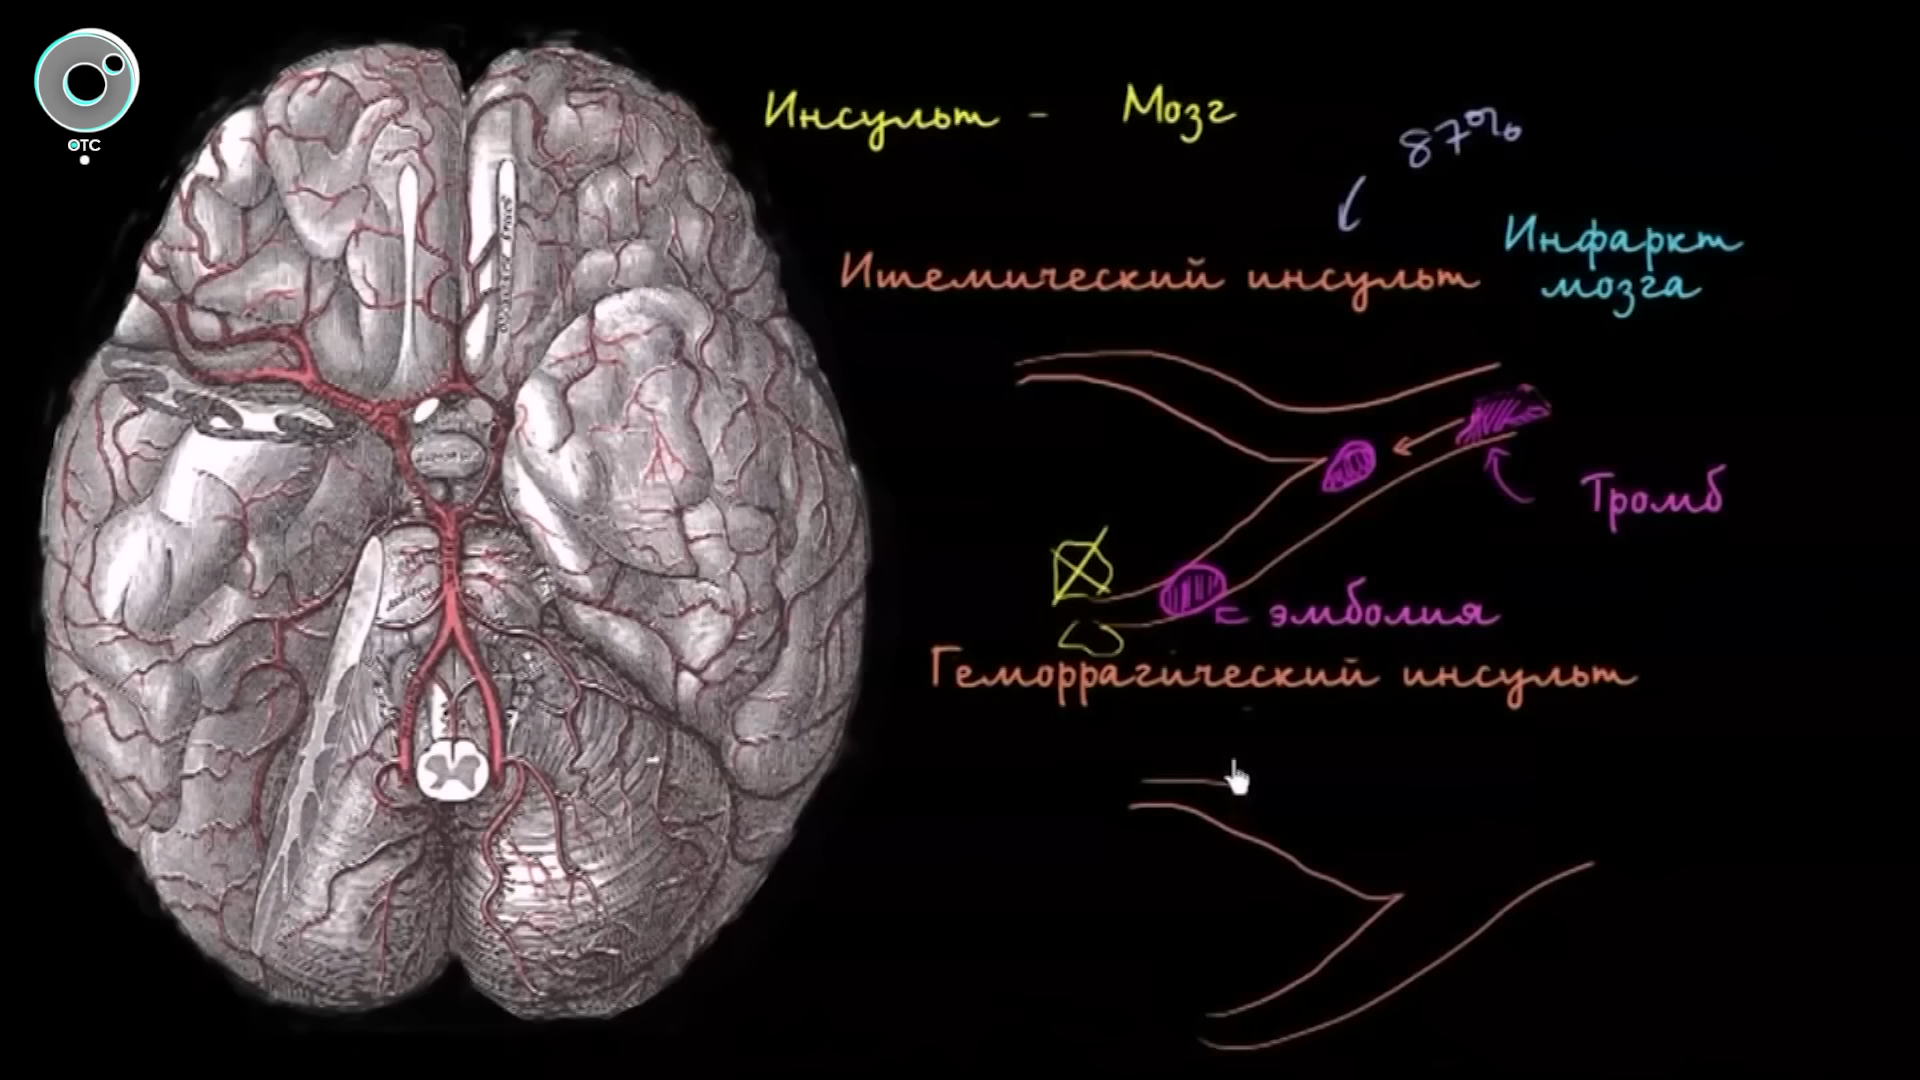 ОТС
Инсульт - Мозг
87%
Ишемический инсульт
Инфаркт
мозга
Тромб
эмболия
Геморрагический инсульт